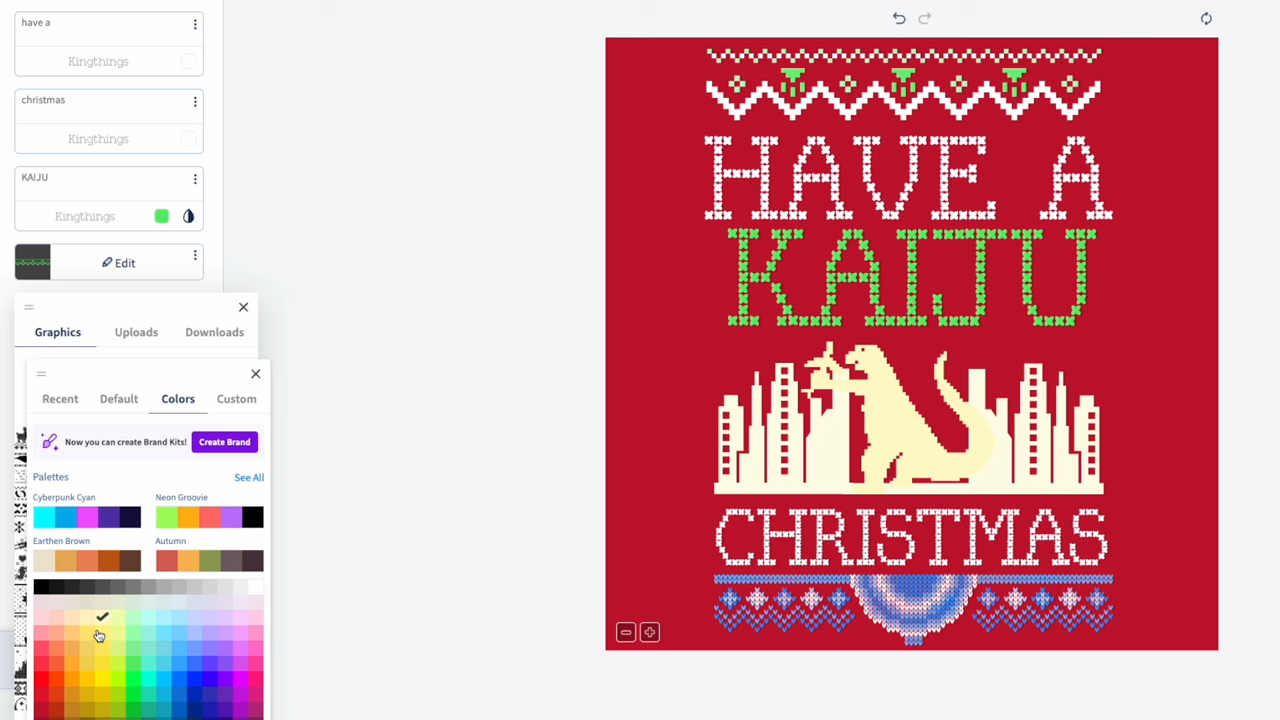 have a
Kingthings
christmas
Kingthings
KAIJU
Kingthings
Edit
Graphics Uploads Downloads
Recent Default Colors Custom
Now you can create Brand Kits! Create Brand
Palettes See All
Cyberpunk Cyan Neon Groovie
Earthen Brown Autumn
HAVE A
KAIJU
CHRISTMAS